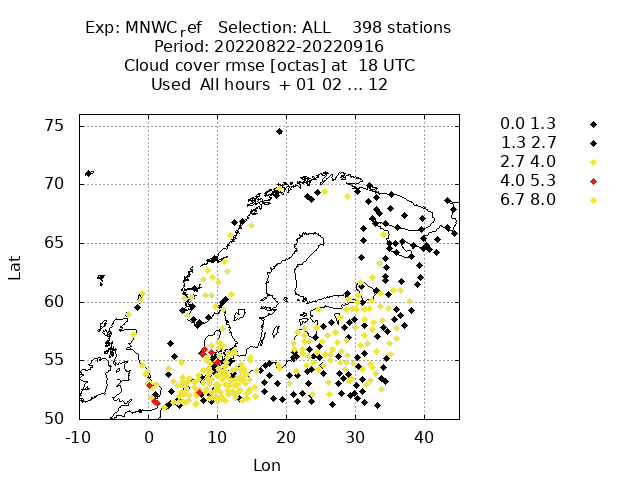 Exp: MNWC_ref   Selection: ALL    398 stations
Period: 20220822-20220916
Cloud cover rmse [octas] at  18 UTC
Used  All hours  + 01 02 ... 12
0.0 1.3
1.3 2.7
2.7 4.0
4.0 5.3
6.7 8.0
75
70
65
60
55
50
Lat
-10 0 10 20 30 40
Lon